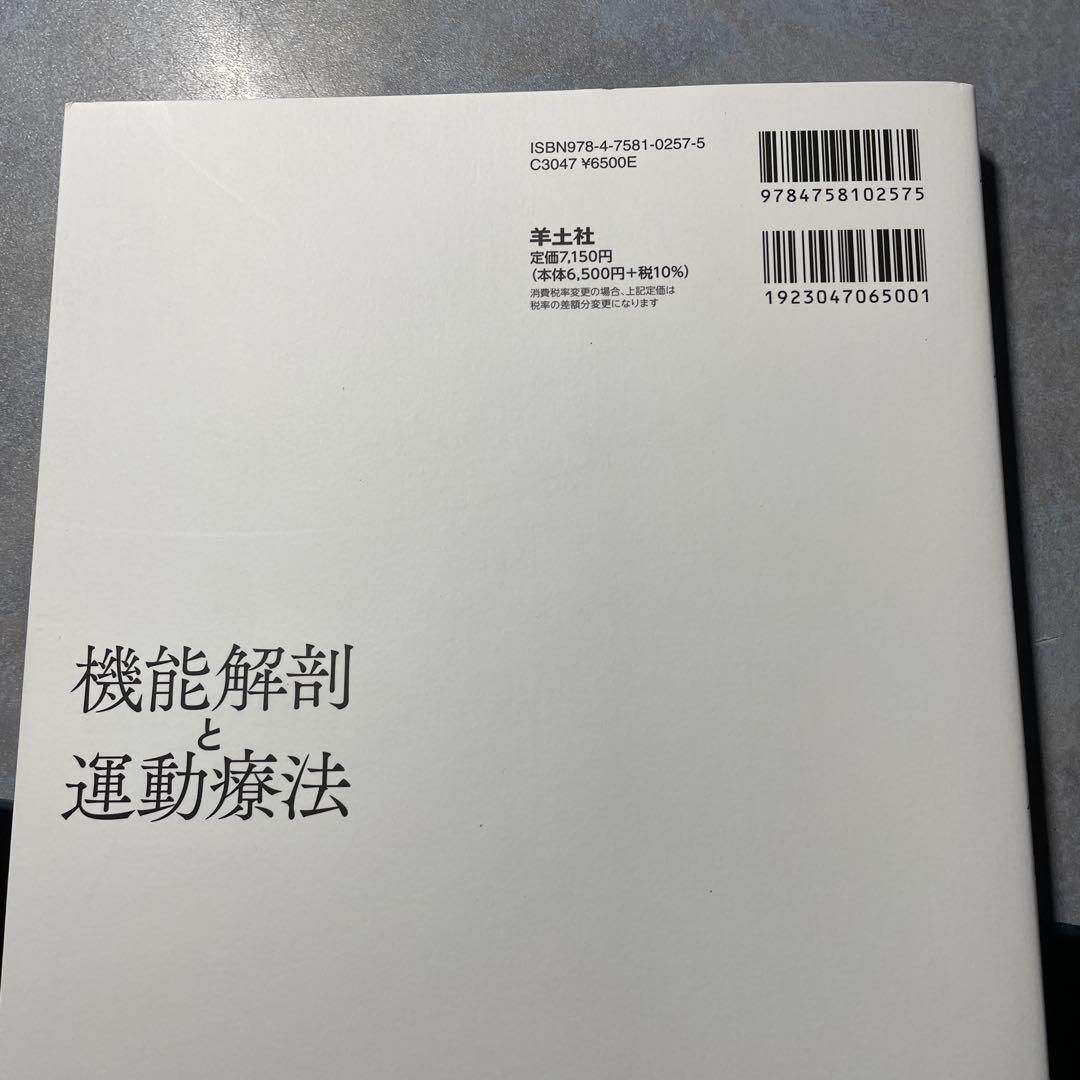 ISBN978-4-7581-0257-5
C3047 ¥6500E
9784758102575
羊土社
定価7,150円
(本体6,500円+税10%)
消費税率変更の場合、上記定価は
税率の差額分変更になります
1923047065001
機能解剖
と
運動療法